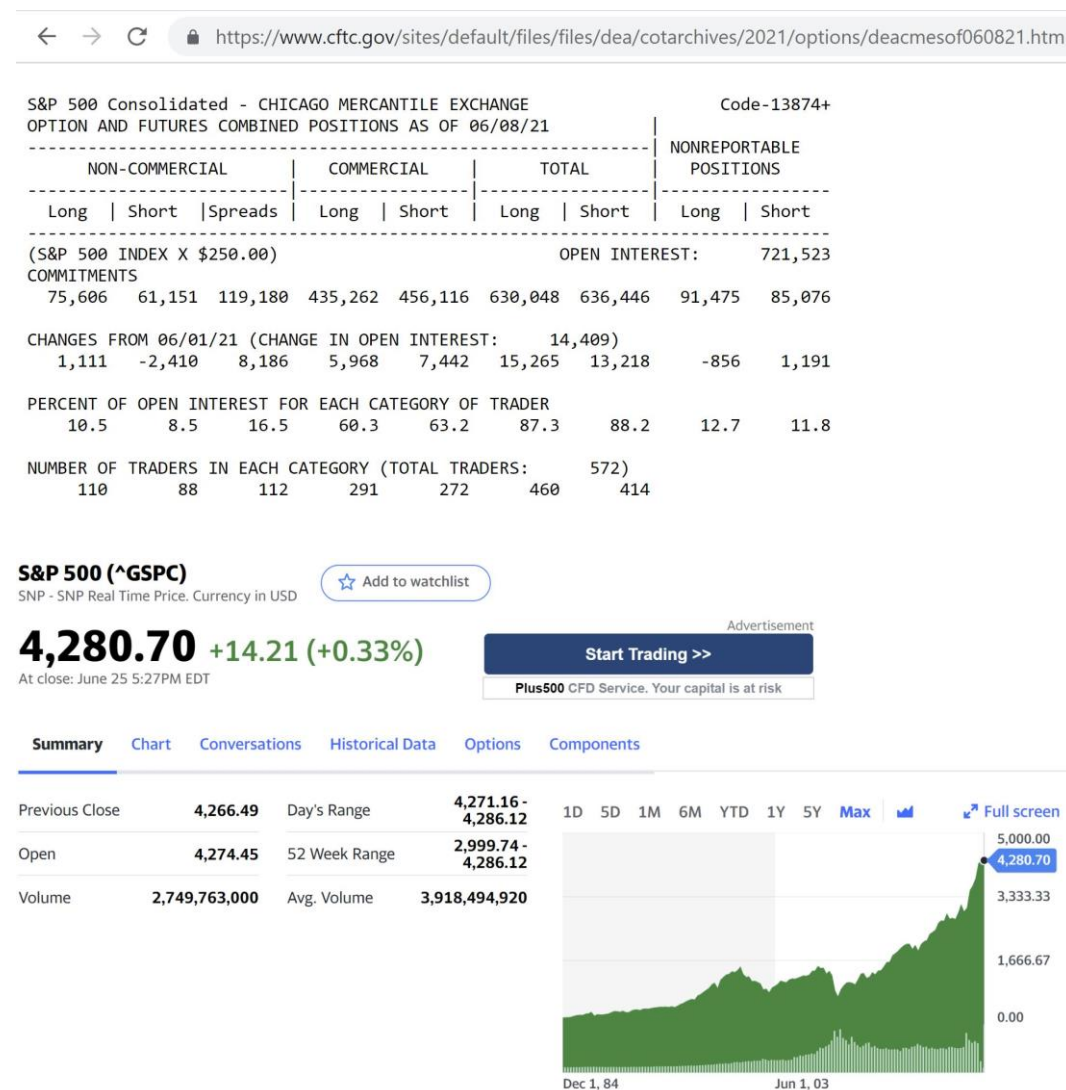 https://www.cftc.gov/sites/default/files/files/dea/cotarchives/2021/options/deacmesof060821.htm
S&P 500 Consolidated - CHICAGO MERCANTILE EXCHANGE Code-13874+
OPTION AND FUTURES COMBINED POSITIONS AS OF 06/08/21 |
--------------------------------------------------------------| NONREPORTABLE
NON-COMMERCIAL | COMMERCIAL | TOTAL | POSITIONS
--------------------------|-----------------|-----------------|-----------------
Long | Short |Spreads | Long | Short | Long | Short | Long | Short
--------------------------------------------------------------------------------
(S&P 500 INDEX X $250.00) OPEN INTEREST: 721,523
COMMITMENTS
75,606 61,151 119,180 435,262 456,116 630,048 636,446 91,475 85,076
CHANGES FROM 06/01/21 (CHANGE IN OPEN INTEREST: 14,409)
1,111 -2,410 8,186 5,968 7,442 15,265 13,218 -856 1,191
PERCENT OF OPEN INTEREST FOR EACH CATEGORY OF TRADER
10.5 8.5 16.5 60.3 63.2 87.3 88.2 12.7 11.8
NUMBER OF TRADERS IN EACH CATEGORY (TOTAL TRADERS: 572)
110 88 112 291 272 460 414
S&P 500 (^GSPC)
SNP - SNP Real Time Price. Currency in USD
Add to watchlist
4,280.70 +14.21 (+0.33%)
At close: June 25 5:27PM EDT
Advertisement
Start Trading >>
Plus500 CFD Service. Your capital is at risk
Summary Chart Conversations Historical Data Options Components
Previous Close 4,266.49
Open 4,274.45
Volume 2,749,763,000
Day's Range 4,271.16 -
4,286.12
52 Week Range 2,999.74 -
4,286.12
Avg. Volume 3,918,494,920
1D 5D 1M 6M YTD 1Y 5Y Max Full screen
5,000.00
4,280.70
3,333.33
1,666.67
0.00
Dec 1, 84 Jun 1, 03